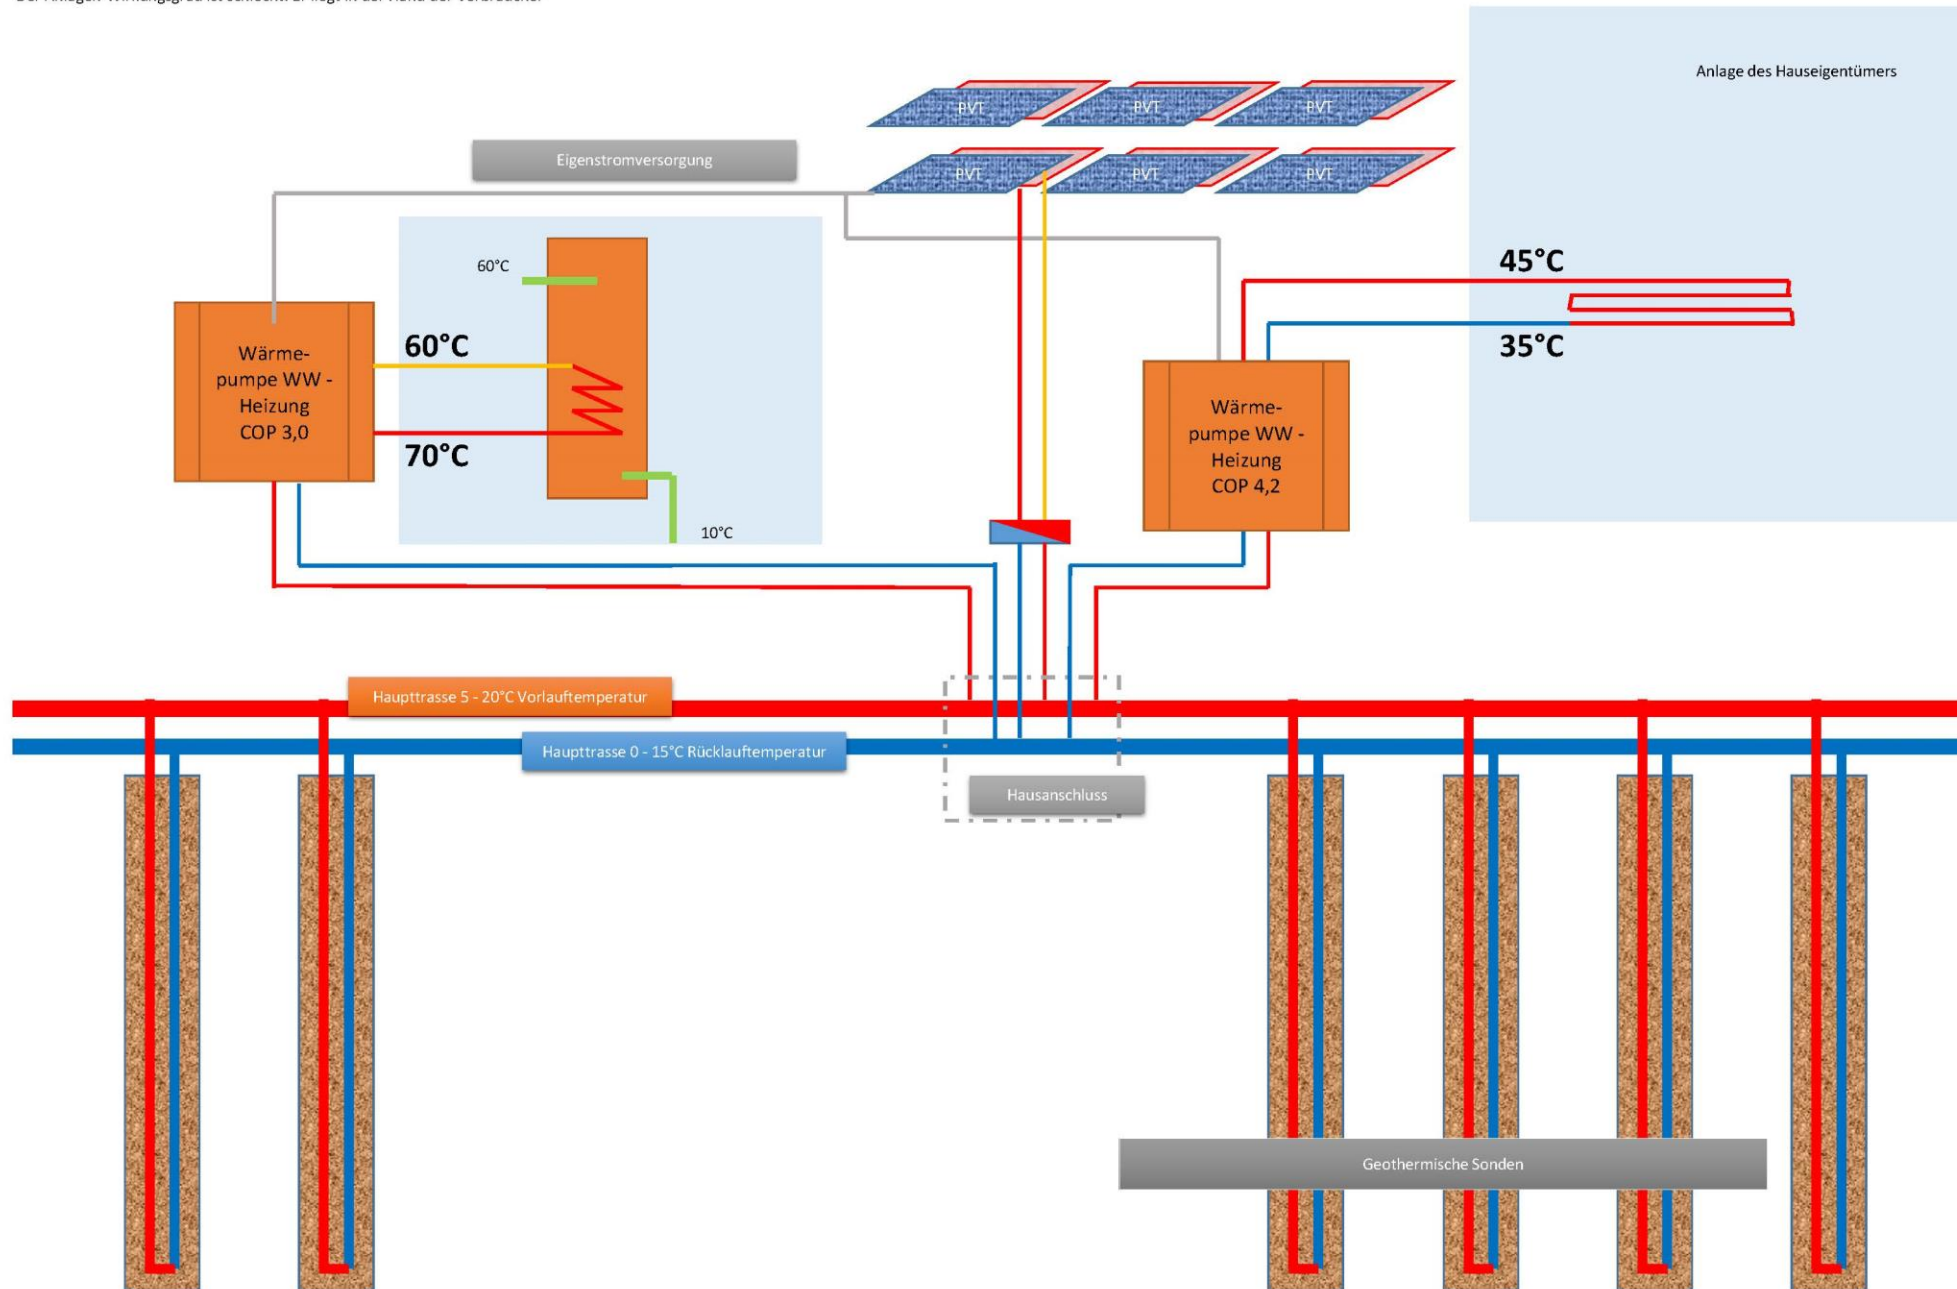 Anlage des Hauseigentümers
PVT
PVT
PVT
Eigenstromversorgung
PVT
PVT
PVT
60°C
45°C
35°C
60°C
70°C
Wärme-
pumpe WW -
Heizung
COP 3,0
Wärme-
pumpe WW -
Heizung
COP 4,2
10°C
Haupttrasse 5 - 20°C Vorlauftemperatur
Haupttrasse 0 - 15°C Rücklauftemperatur
Hausanschluss
Geothermische Sonden